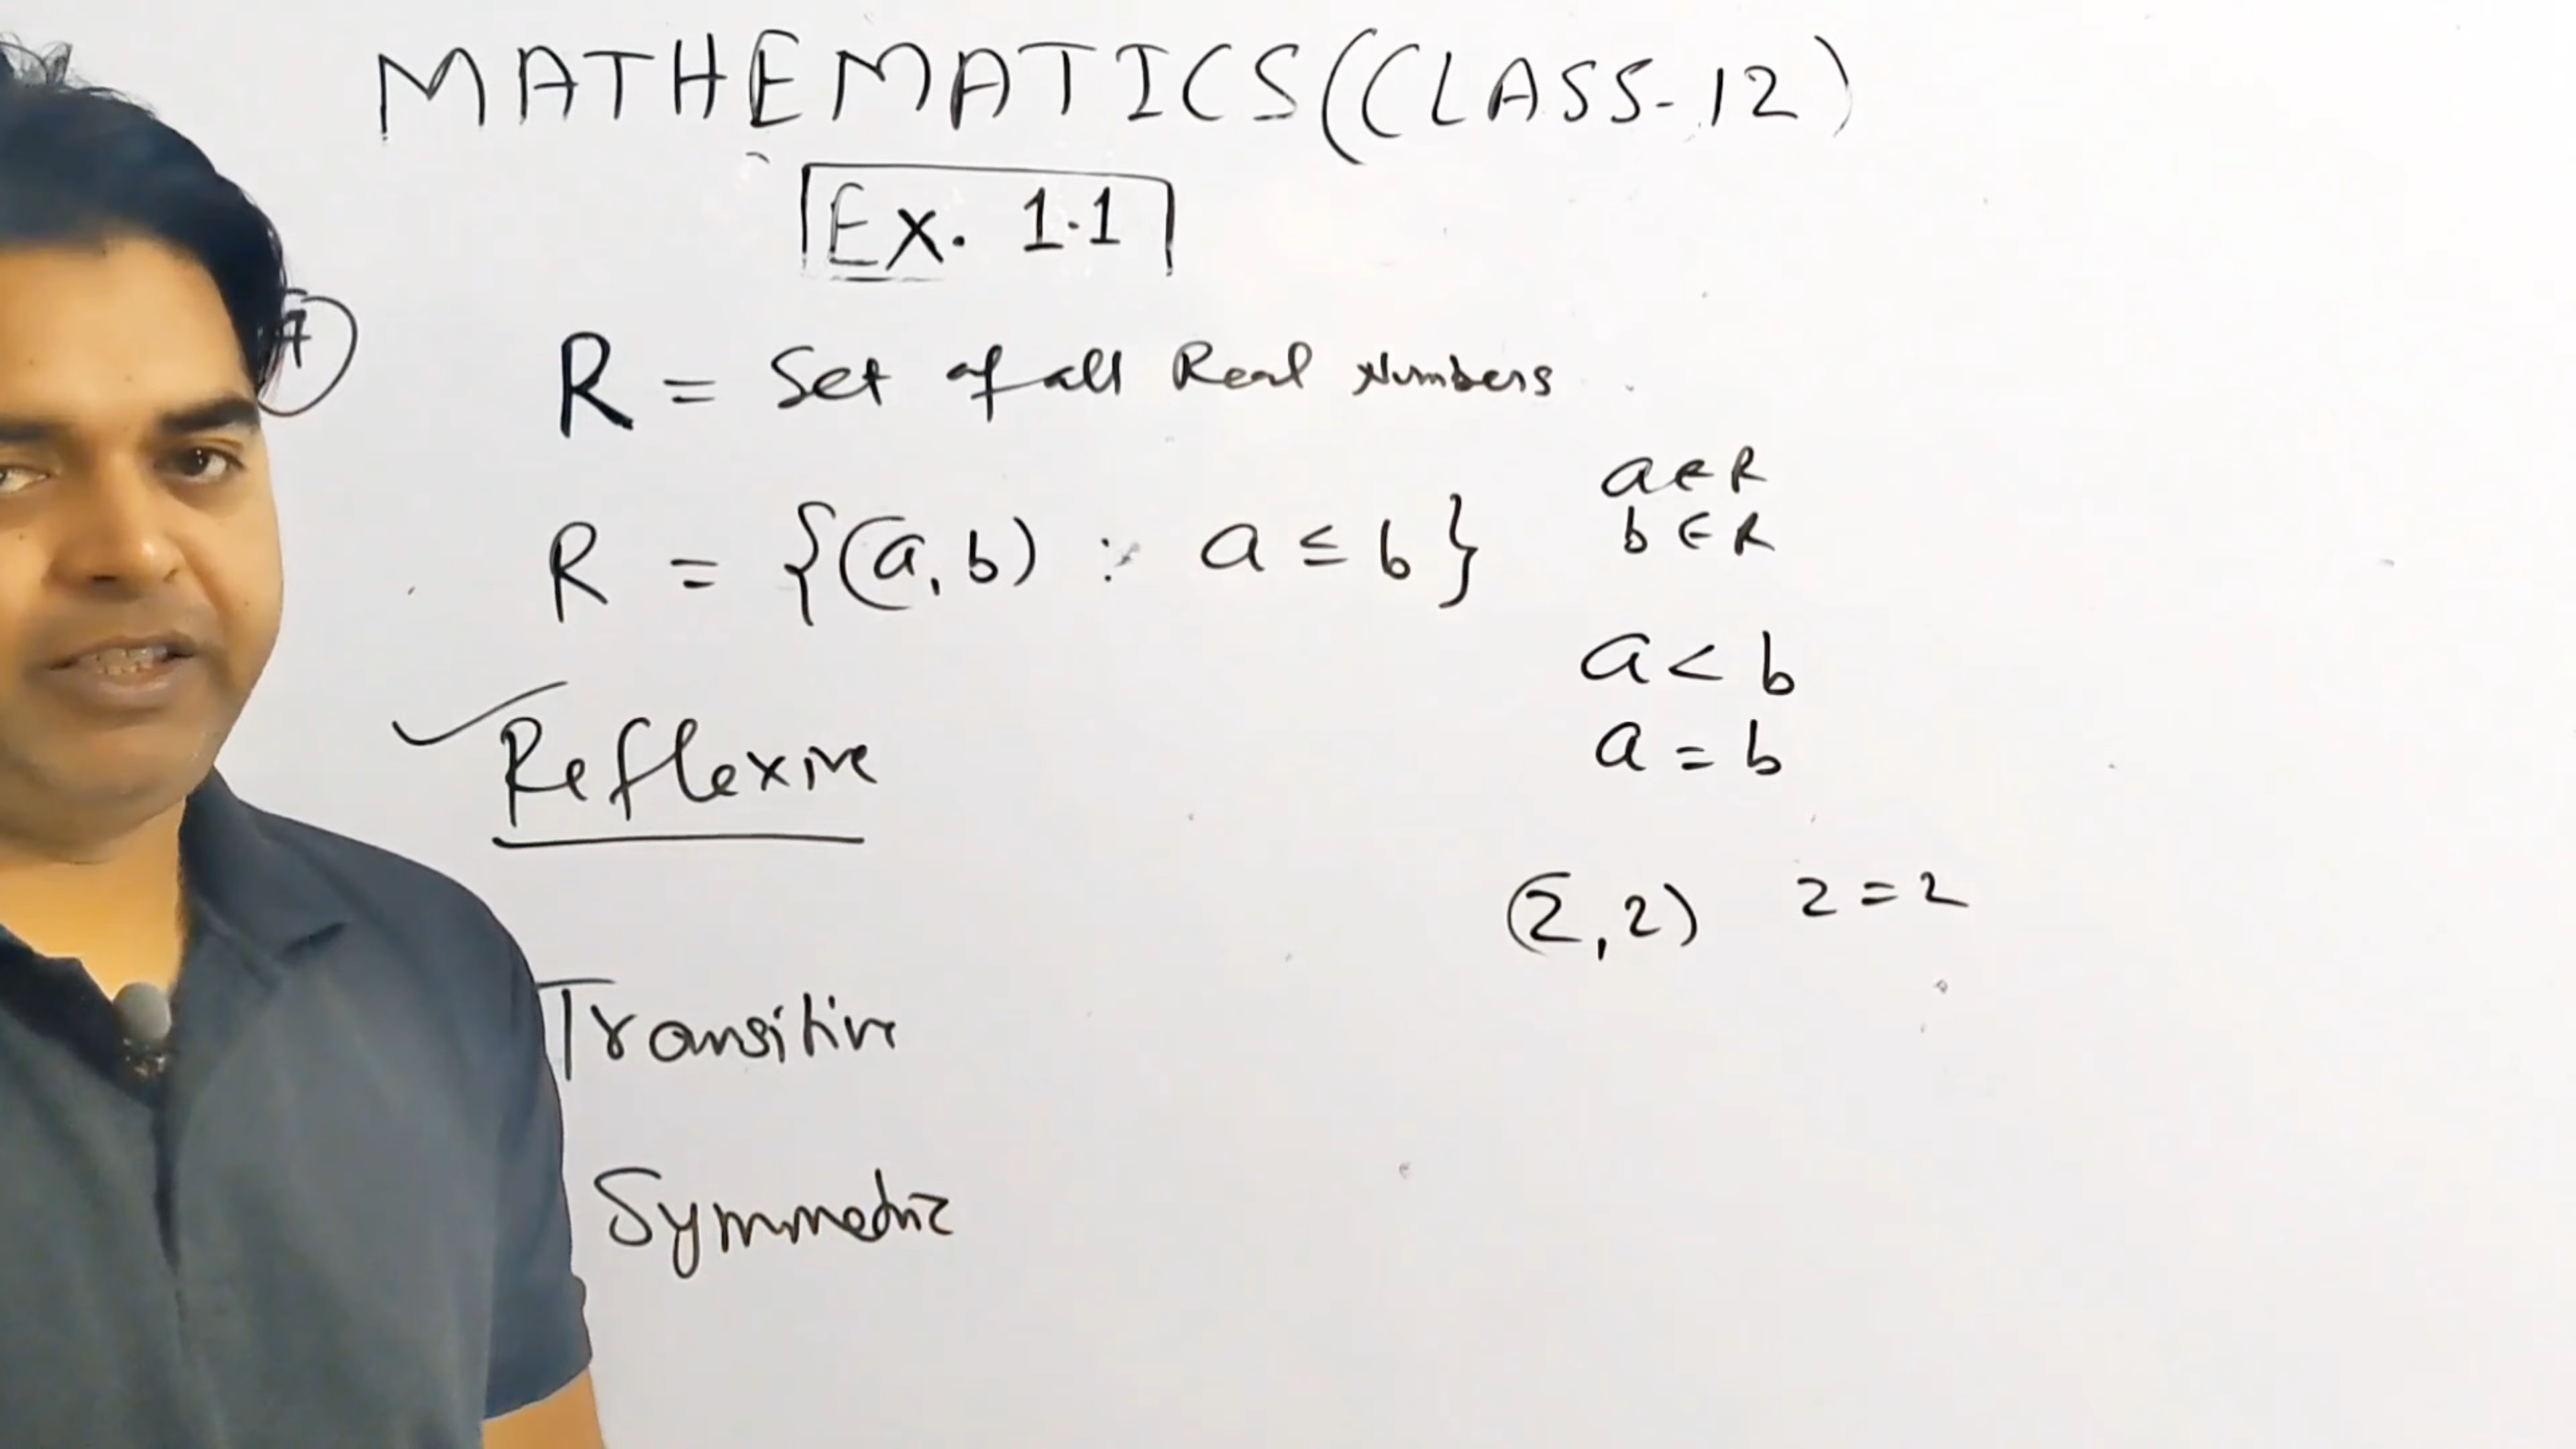 MATHEMATICS(CLASS-12)
Ex. 1.1
R = Set of all Real Numbers
a ∈ R
b ∈ R
R = {(a, b) : a ≤ b}
a < b
a = b
Reflexive
(2, 2) 2 = 2
Transitive
Symmetric